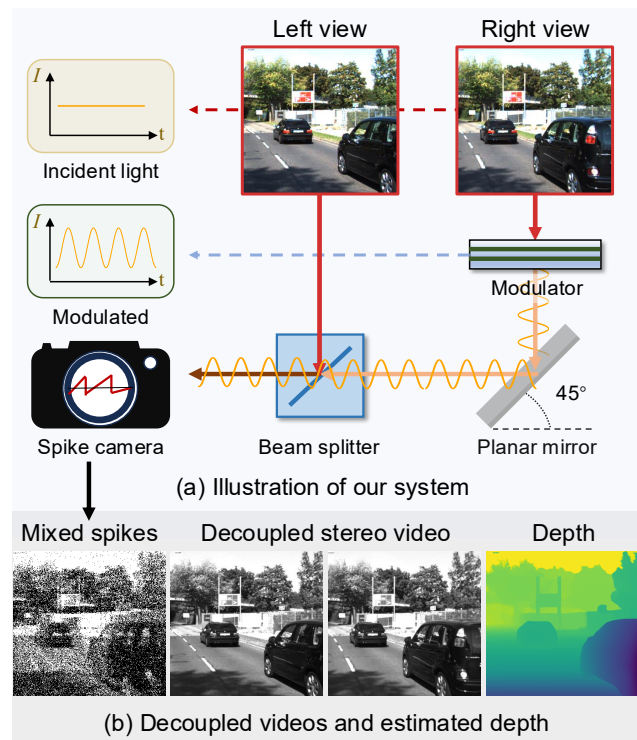 Left view
Right view
I
t
Incident light
I
t
Modulated
Modulator
45°
Spike camera
Beam splitter
Planar mirror
(a) Illustration of our system
Mixed spikes
Decoupled stereo video
Depth
(b) Decoupled videos and estimated depth